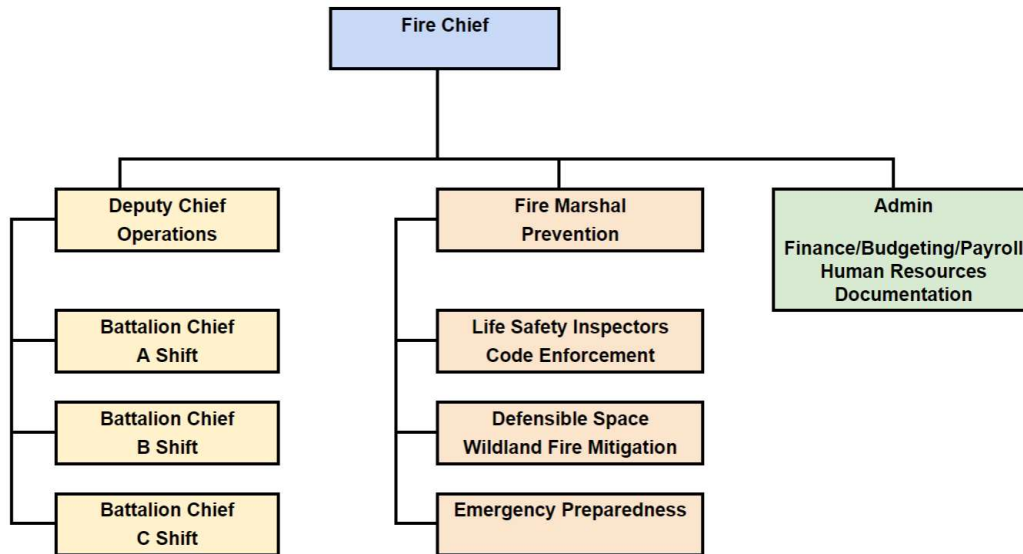 Fire Chief
Deputy Chief
Operations
Fire Marshal
Prevention
Admin
Finance/Budgeting/Payroll
Human Resources
Documentation
Battalion Chief
A Shift
Life Safety Inspectors
Code Enforcement
Battalion Chief
B Shift
Defensible Space
Wildland Fire Mitigation
Battalion Chief
C Shift
Emergency Preparedness